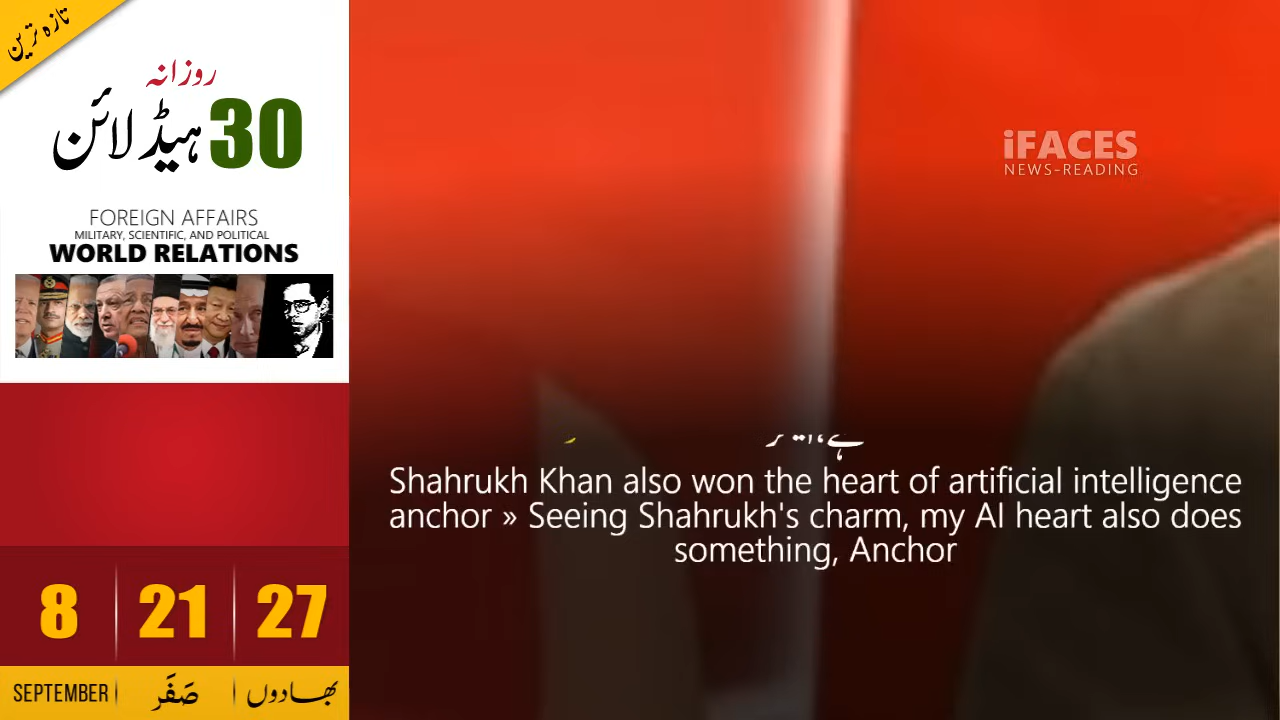 تازہ ترین
روزانہ
30 ہیڈلائن
FOREIGN AFFAIRS
MILITARY, SCIENTIFIC, AND POLITICAL
WORLD RELATIONS
iFACES
NEWS-READING
Shahrukh Khan also won the heart of artificial intelligence
anchor » Seeing Shahrukh's charm, my AI heart also does
something, Anchor
8 21 27
SEPTEMBER صَفَر بھادوں